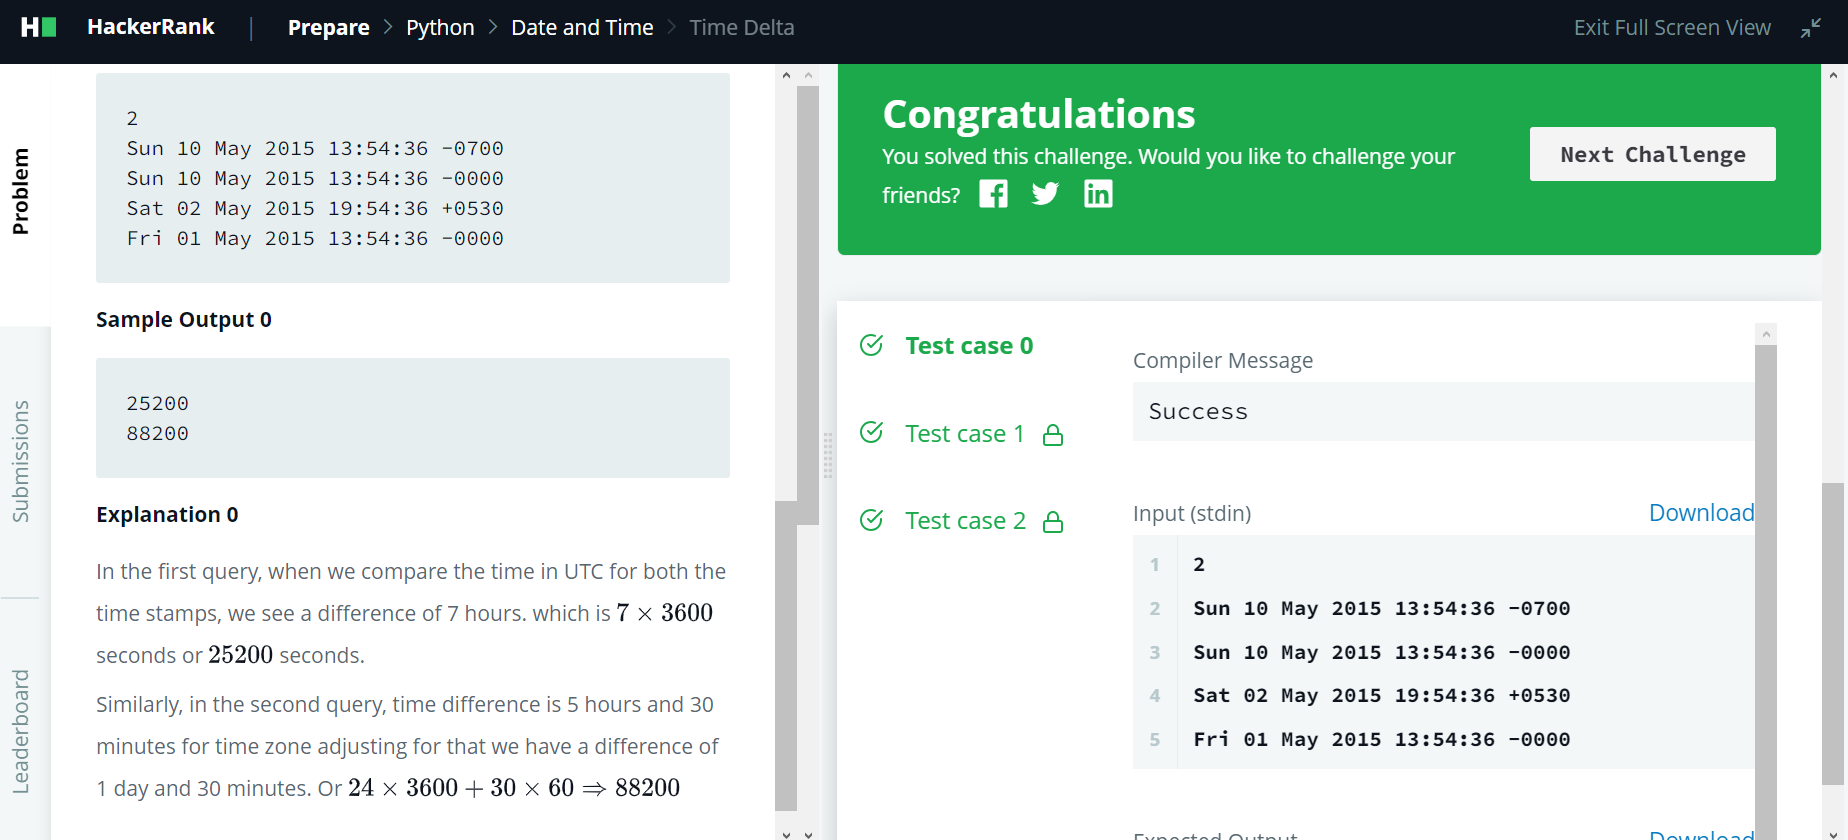 HackerRank
Prepare > Python > Date and Time > Time Delta
Exit Full Screen View
Problem
Submissions
Leaderboard
2
Sun 10 May 2015 13:54:36 -0700
Sun 10 May 2015 13:54:36 -0000
Sat 02 May 2015 19:54:36 +0530
Fri 01 May 2015 13:54:36 -0000
Sample Output 0
25200
88200
Explanation 0
In the first query, when we compare the time in UTC for both the
time stamps, we see a difference of 7 hours. which is 7 × 3600
seconds or 25200 seconds.
Similarly, in the second query, time difference is 5 hours and 30
minutes for time zone adjusting for that we have a difference of
1 day and 30 minutes. Or 24 × 3600 + 30 × 60 ⇒ 88200
Congratulations
You solved this challenge. Would you like to challenge your
friends?
Next Challenge
Test case 0
Test case 1
Test case 2
Compiler Message
Success
Input (stdin)
Download
1 2
2 Sun 10 May 2015 13:54:36 -0700
3 Sun 10 May 2015 13:54:36 -0000
4 Sat 02 May 2015 19:54:36 +0530
5 Fri 01 May 2015 13:54:36 -0000
Expected Output
Download